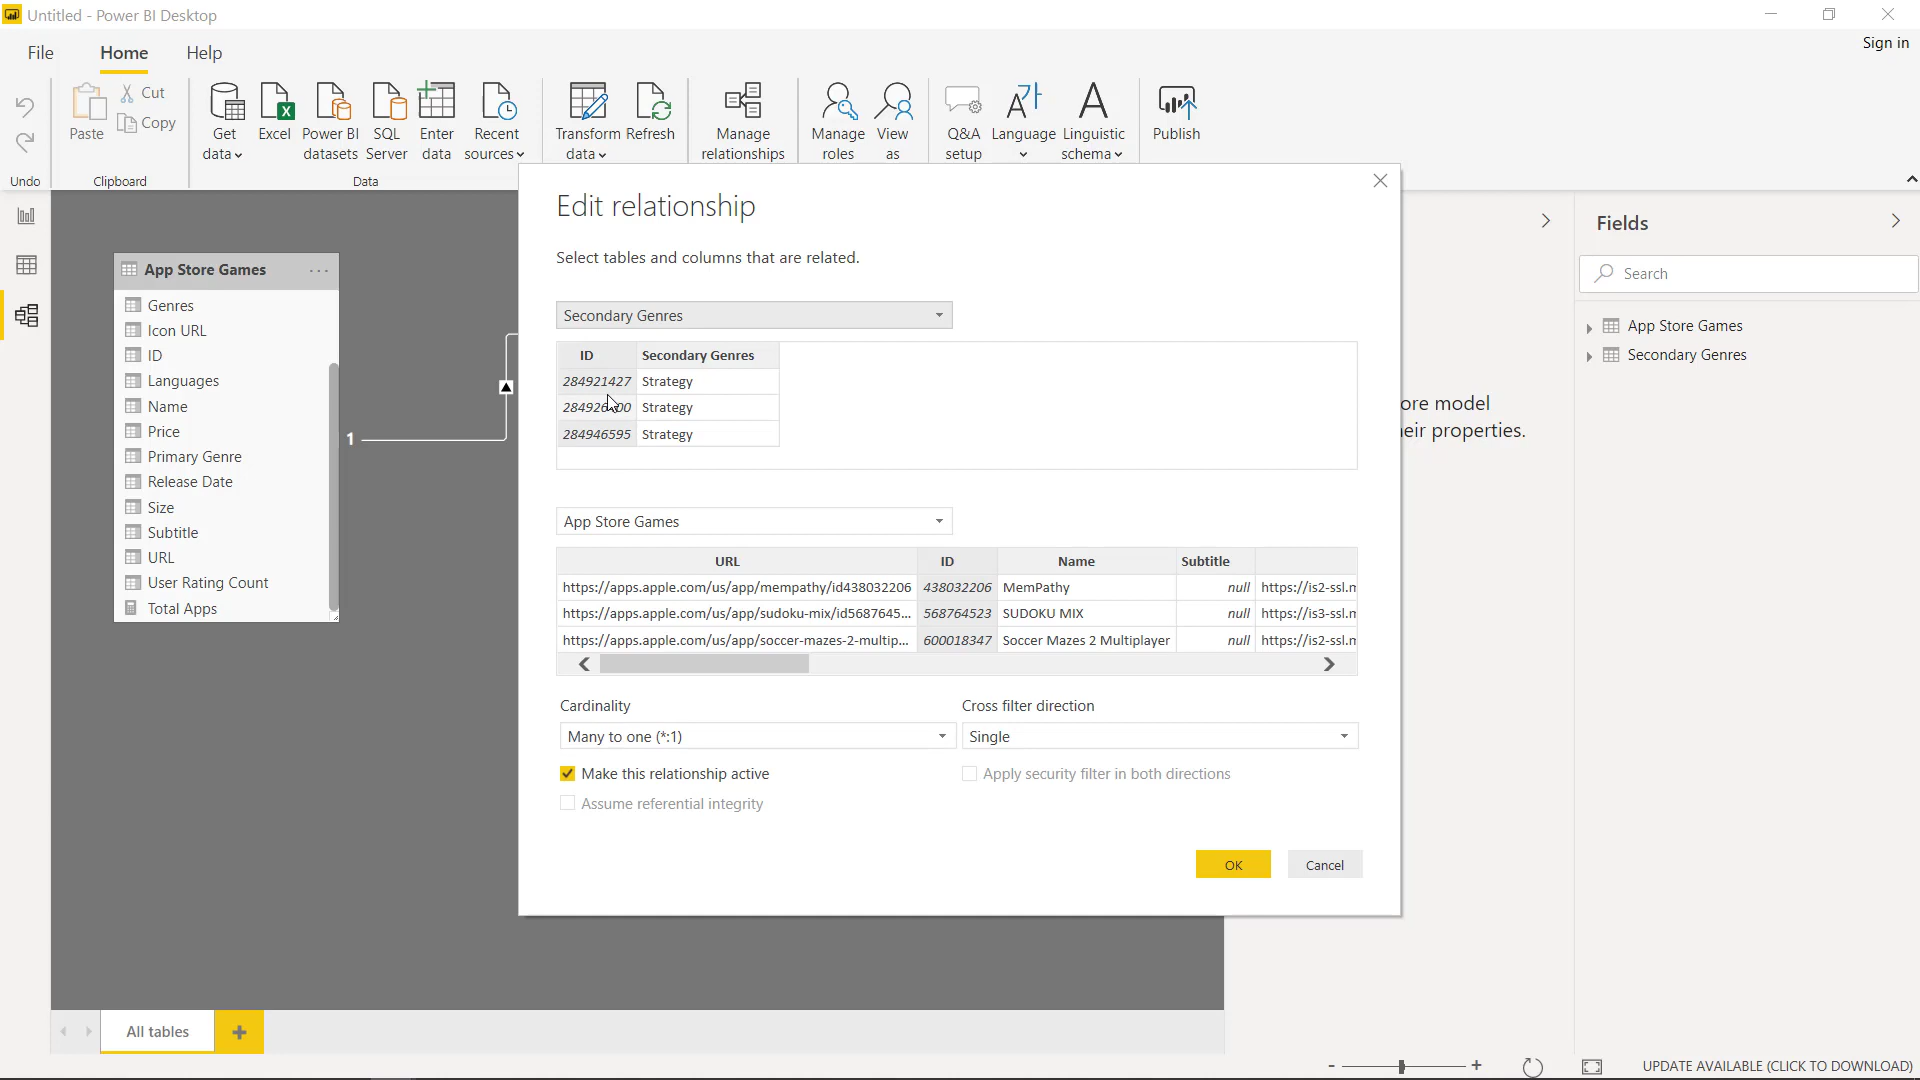 Untitled - Power BI Desktop
File Home Help
Sign in
Paste
Cut
Copy
Get data
Excel
Power BI datasets
SQL Server
Enter data
Recent sources
Transform data
Refresh
Manage relationships
Manage roles
View as
Q&A setup
Language
Linguistic schema
Publish
Undo
Clipboard
Data
App Store Games
Genres
Icon URL
ID
Languages
Name
Price
Primary Genre
Release Date
Size
Subtitle
URL
User Rating Count
Total Apps
1
Edit relationship
Select tables and columns that are related.
Secondary Genres
ID Secondary Genres
284921427 Strategy
Strategy
284946595 Strategy
App Store Games
URL ID Name Subtitle
https://apps.apple.com/us/app/mempathy/id438032206 438032206 MemPathy null https://is2-ssl.m
https://apps.apple.com/us/app/sudoku-mix/id5687645... 568764523 SUDOKU MIX null https://is3-ssl.m
https://apps.apple.com/us/app/soccer-mazes-2-multip... 600018347 Soccer Mazes 2 Multiplayer null https://is2-ssl.m
Cardinality
Cross filter direction
Many to one (*:1)
Single
Make this relationship active
Apply security filter in both directions
Assume referential integrity
OK
Cancel
ore model
eir properties.
Fields
Search
App Store Games
Secondary Genres
All tables
UPDATE AVAILABLE (CLICK TO DOWNLOAD)